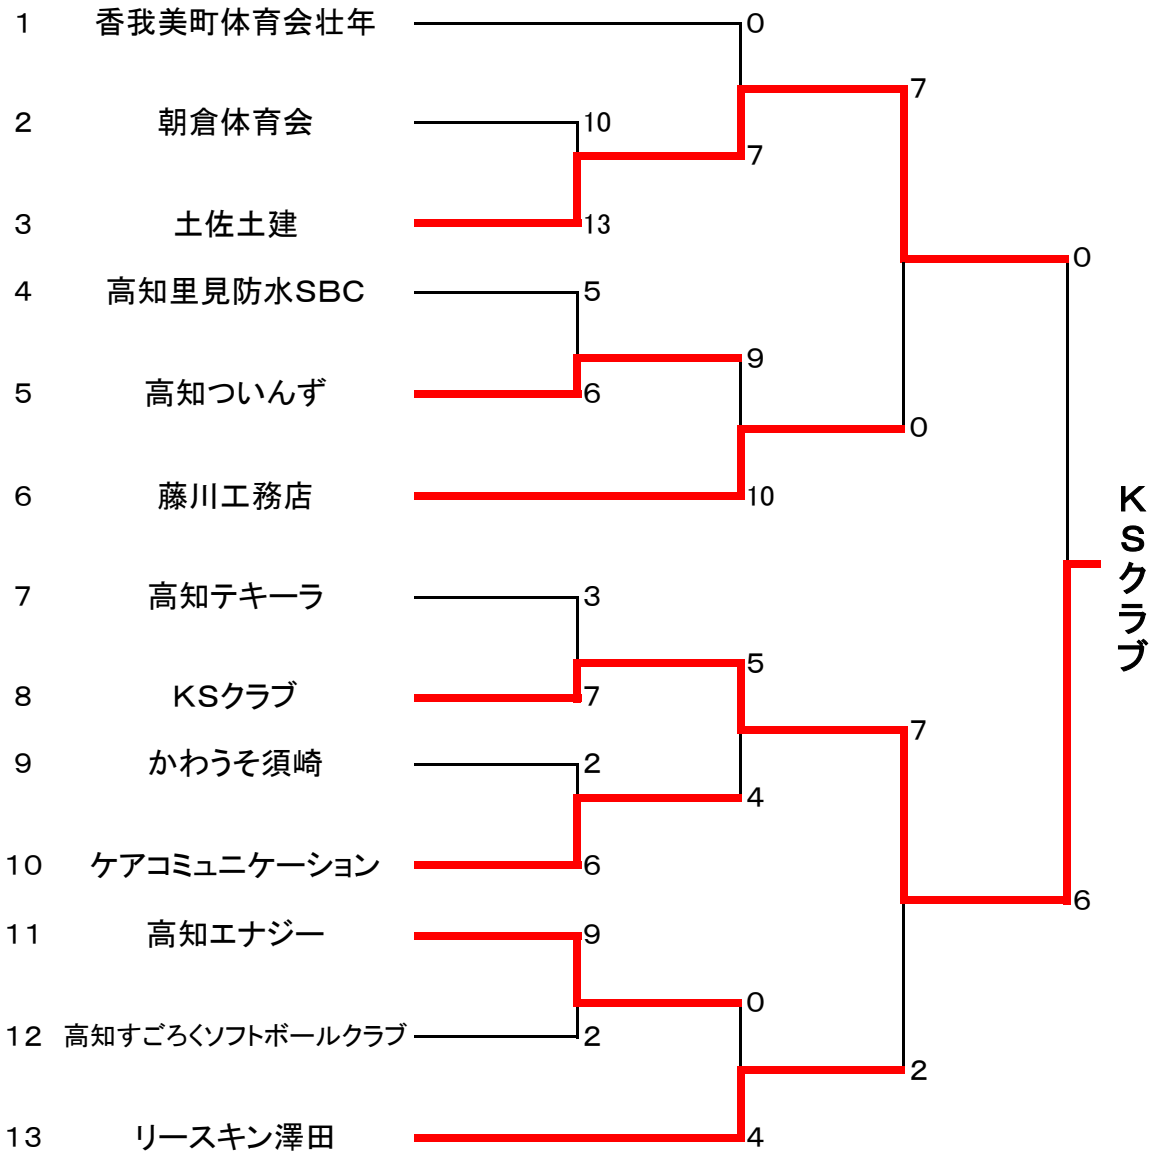 1 香我美町体育会壮年 0
7
2 朝倉体育会 10
7
3 土佐土建 13
0
4 高知里見防水SBC 5
9
5 高知ついんず 6
0
6 藤川工務店 10
KSクラブ
7 高知テキーラ 3
5
8 KSクラブ 7
7
9 かわうそ須崎 2
4
10 ケアコミュニケーション 6
6
11 高知エナジー 9
0
12 高知すごろくソフトボールクラブ 2
2
13 リースキン澤田 4